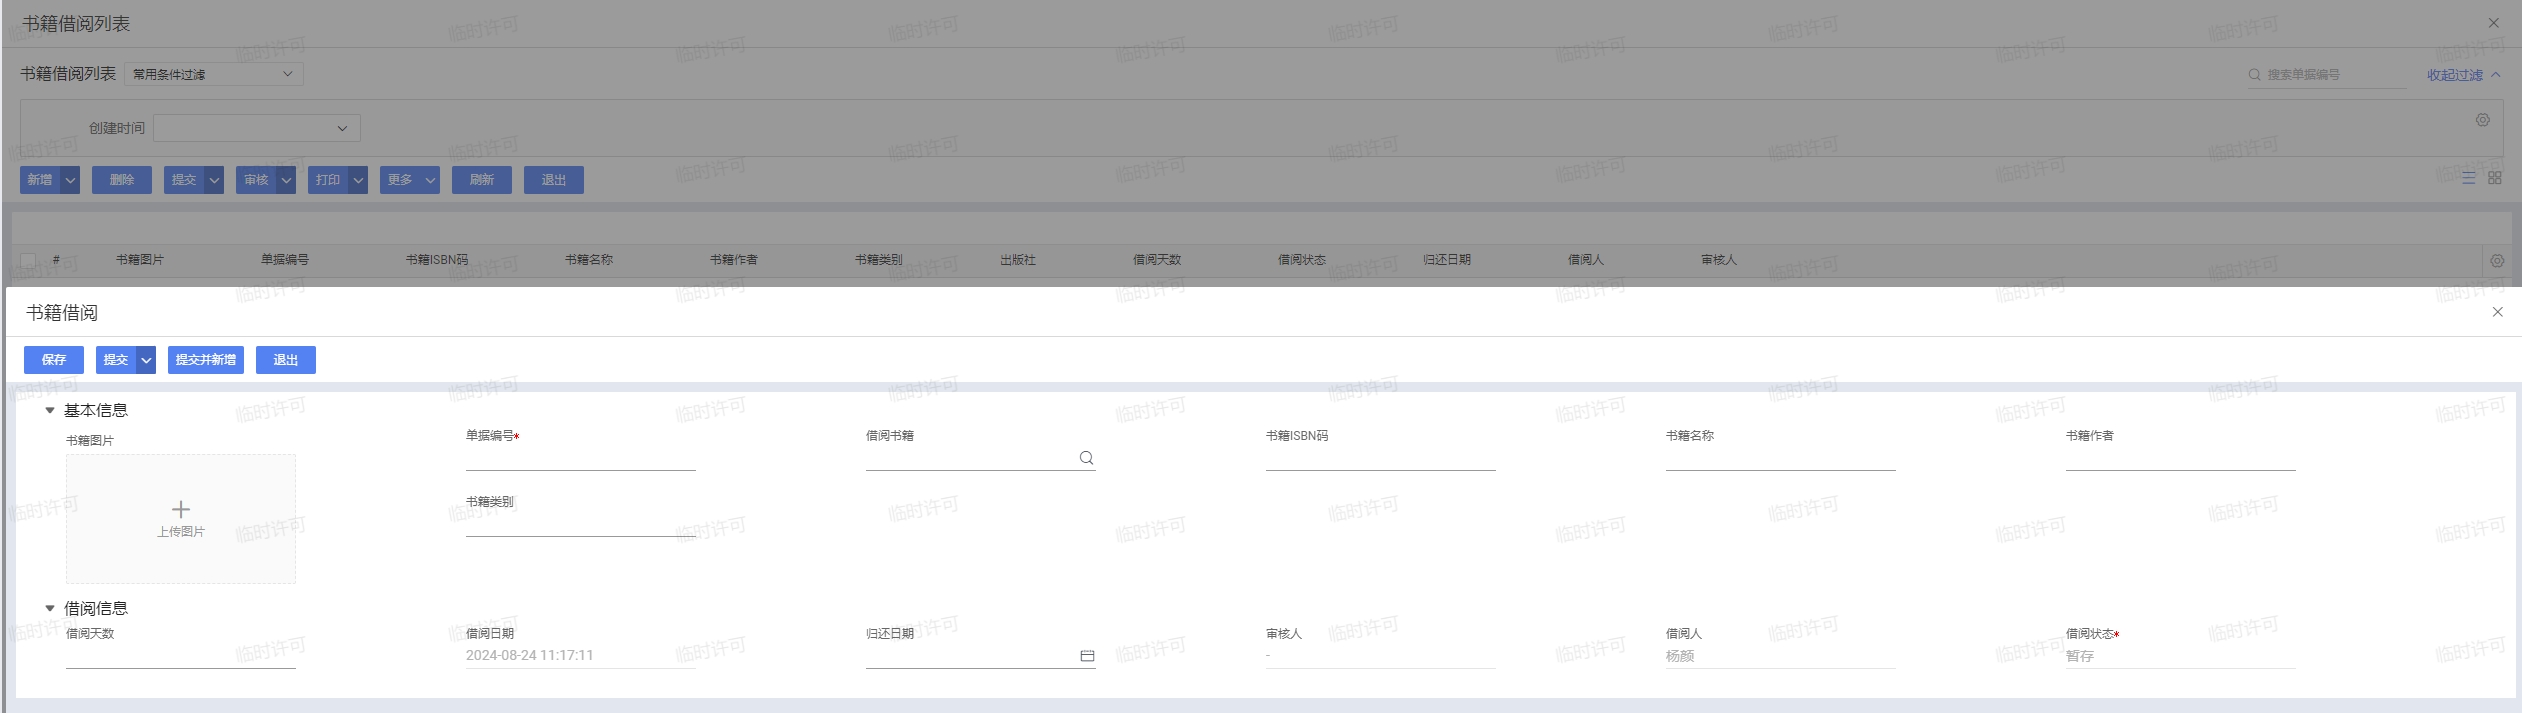 书籍借阅列表
书籍借阅列表 常用条件过滤 搜索单据编号 收起过滤
创建时间
新增 删除 提交 审核 打印 更多 刷新 退出
# 书籍图片 单据编号 书籍ISBN码 书籍名称 书籍作者 书籍类别 出版社 借阅天数 借阅状态 归还日期 借阅人 审核人
书籍借阅
保存 提交 提交并新增 退出
基本信息
书籍图片 单据编号* 借阅书籍 书籍ISBN码 书籍名称 书籍作者
上传图片
书籍类别
借阅信息
借阅天数 借阅日期 归还日期 审核人 借阅人 借阅状态*
2024-08-24 11:17:11 - 杨颜 暂存
临时许可